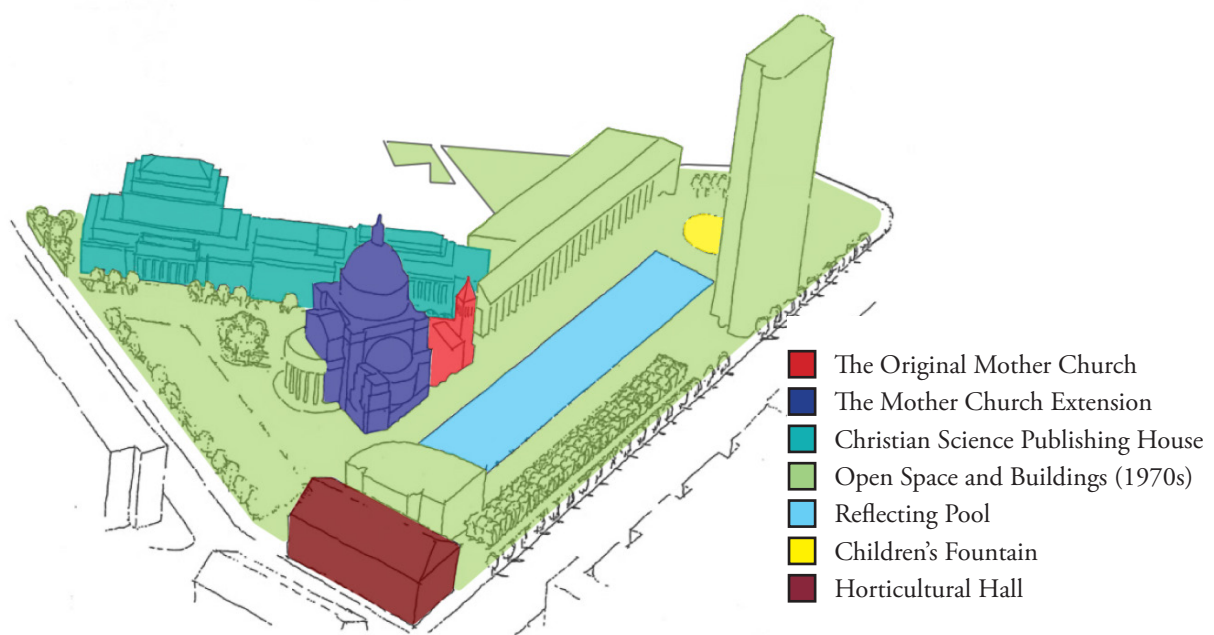 The Original Mother Church
The Mother Church Extension
Christian Science Publishing House
Open Space and Buildings (1970s)
Reflecting Pool
Children’s Fountain
Horticultural Hall